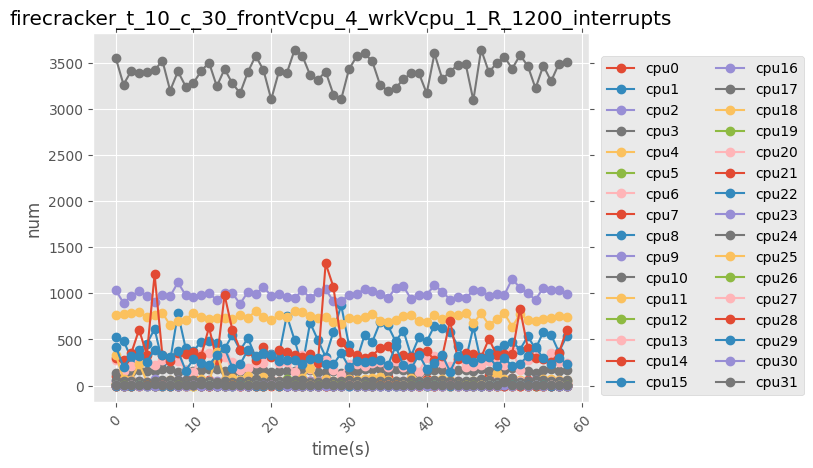 firecracker_t_10_c_30_frontVcpu_4_wrkVcpu_1_R_1200_interrupts
3500
3000
2500
2000
1500
1000
500
0
num
0
10
20
30
40
50
60
time(s)
cpu0
cpu1
cpu2
cpu3
cpu4
cpu5
cpu6
cpu7
cpu8
cpu9
cpu10
cpu11
cpu12
cpu13
cpu14
cpu15
cpu16
cpu17
cpu18
cpu19
cpu20
cpu21
cpu22
cpu23
cpu24
cpu25
cpu26
cpu27
cpu28
cpu29
cpu30
cpu31